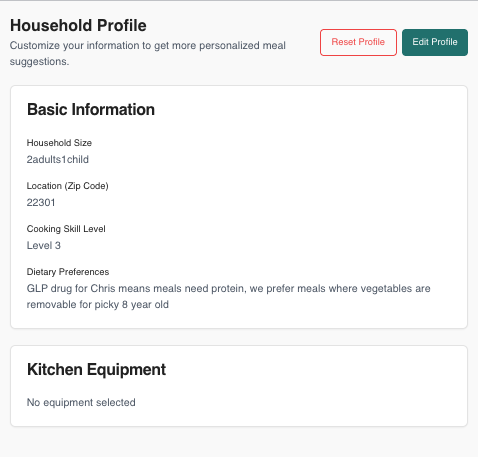 Household Profile
Customize your information to get more personalized meal
suggestions.
Reset Profile
Edit Profile
Basic Information
Household Size
2adults1child
Location (Zip Code)
22301
Cooking Skill Level
Level 3
Dietary Preferences
GLP drug for Chris means meals need protein, we prefer meals where vegetables are
removable for picky 8 year old
Kitchen Equipment
No equipment selected